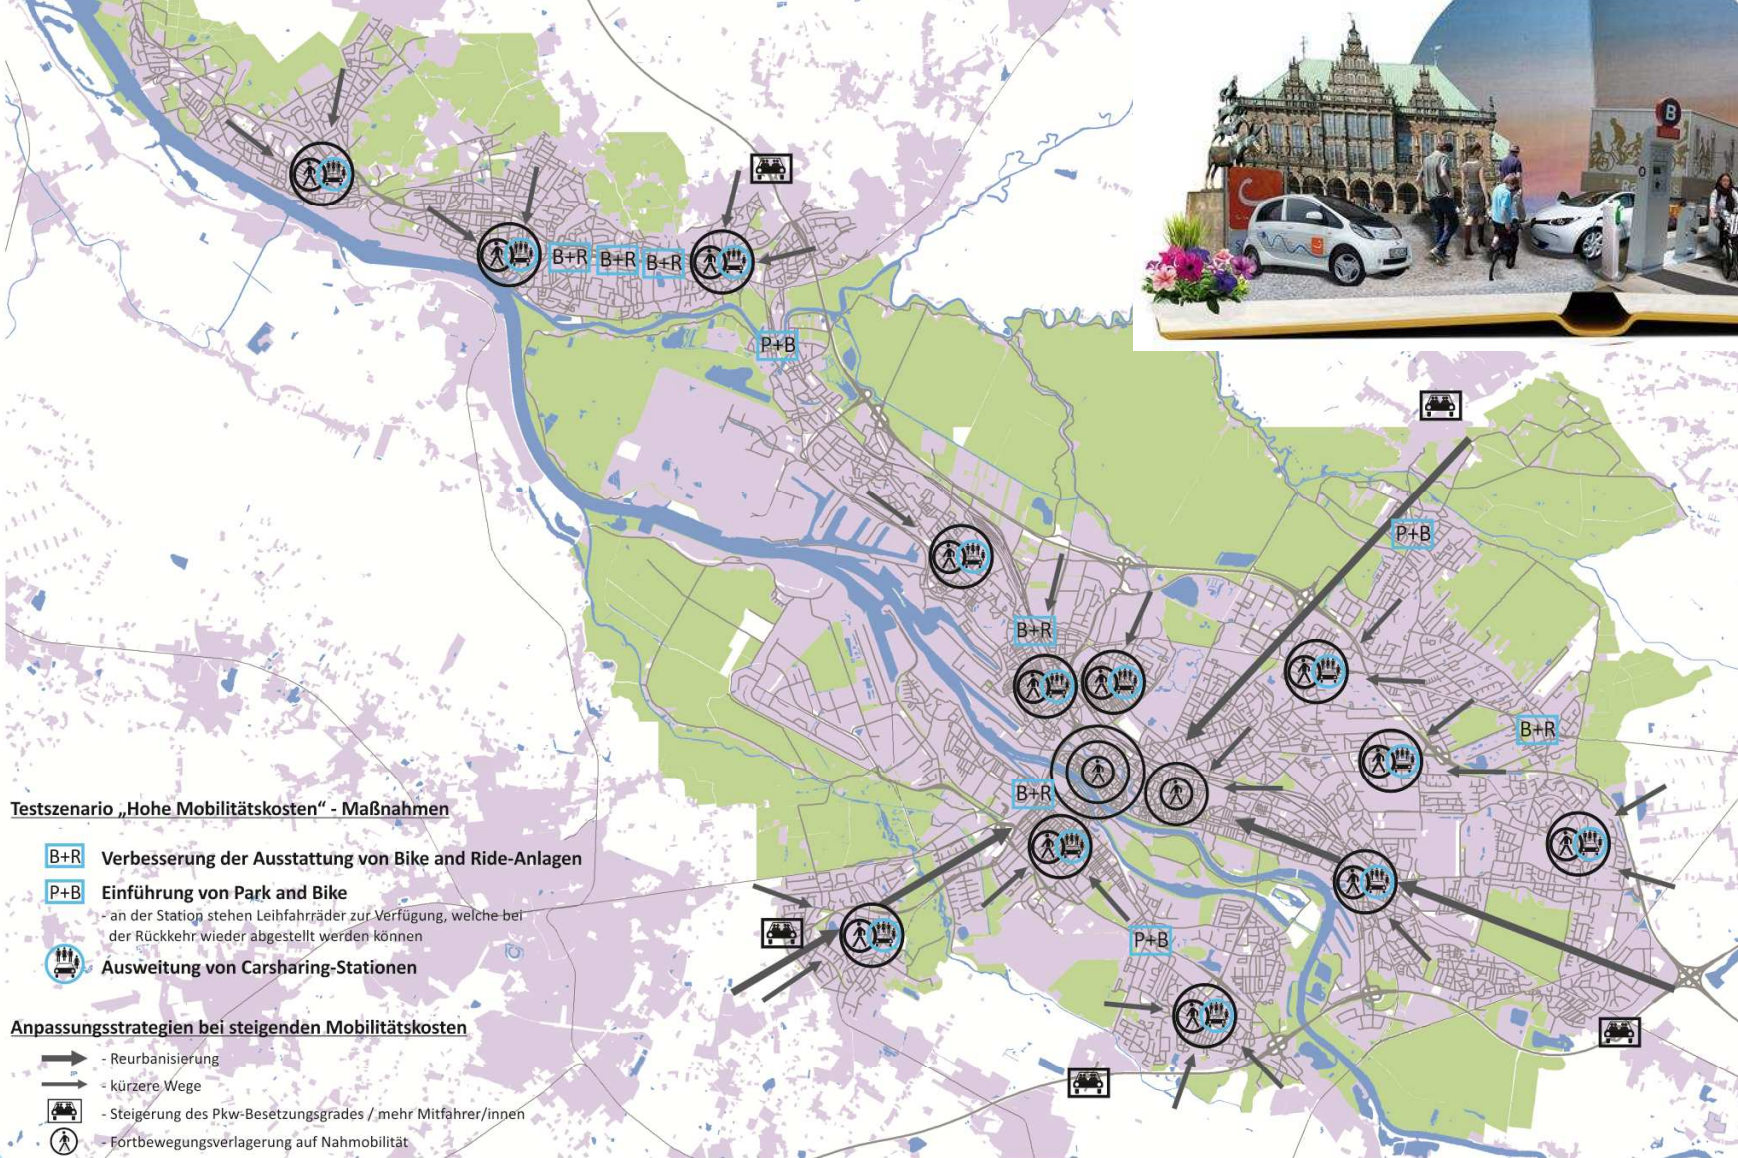 B
B+R B+R B+R
P+B
P+B
B+R
B+R
B+R
P+B
Testszenario „Hohe Mobilitätskosten“ - Maßnahmen
B+R Verbesserung der Ausstattung von Bike and Ride-Anlagen
P+B Einführung von Park and Bike
- an der Station stehen Leihfahrräder zur Verfügung, welche bei
der Rückkehr wieder abgestellt werden können
Ausweitung von Carsharing-Stationen
Anpassungsstrategien bei steigenden Mobilitätskosten
- Reurbanisierung
- kürzere Wege
- Steigerung des Pkw-Besetzungsgrades / mehr Mitfahrer/innen
- Fortbewegungsverlagerung auf Nahmobilität